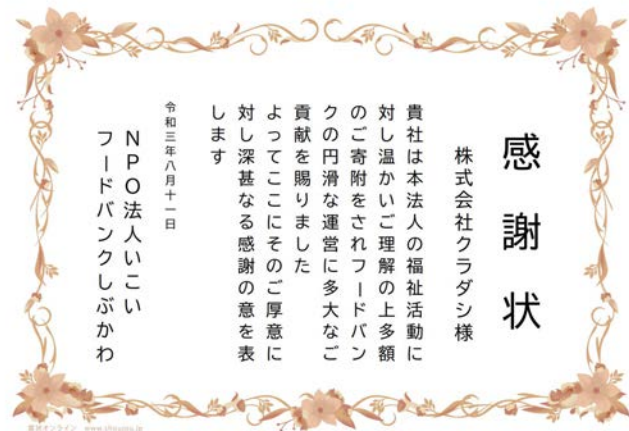 感謝状
株式会社クラダシ様
貴社は本法人の福祉活動に
対し温かいご理解の上多額
のご寄附をされフードバン
クの円滑な運営に多大なご
貢献を賜りました
よってここにそのご厚意に
対し深甚なる感謝の意を表
します
令和三年八月十一日
NPO法人いこい
フードバンクしぶかわ